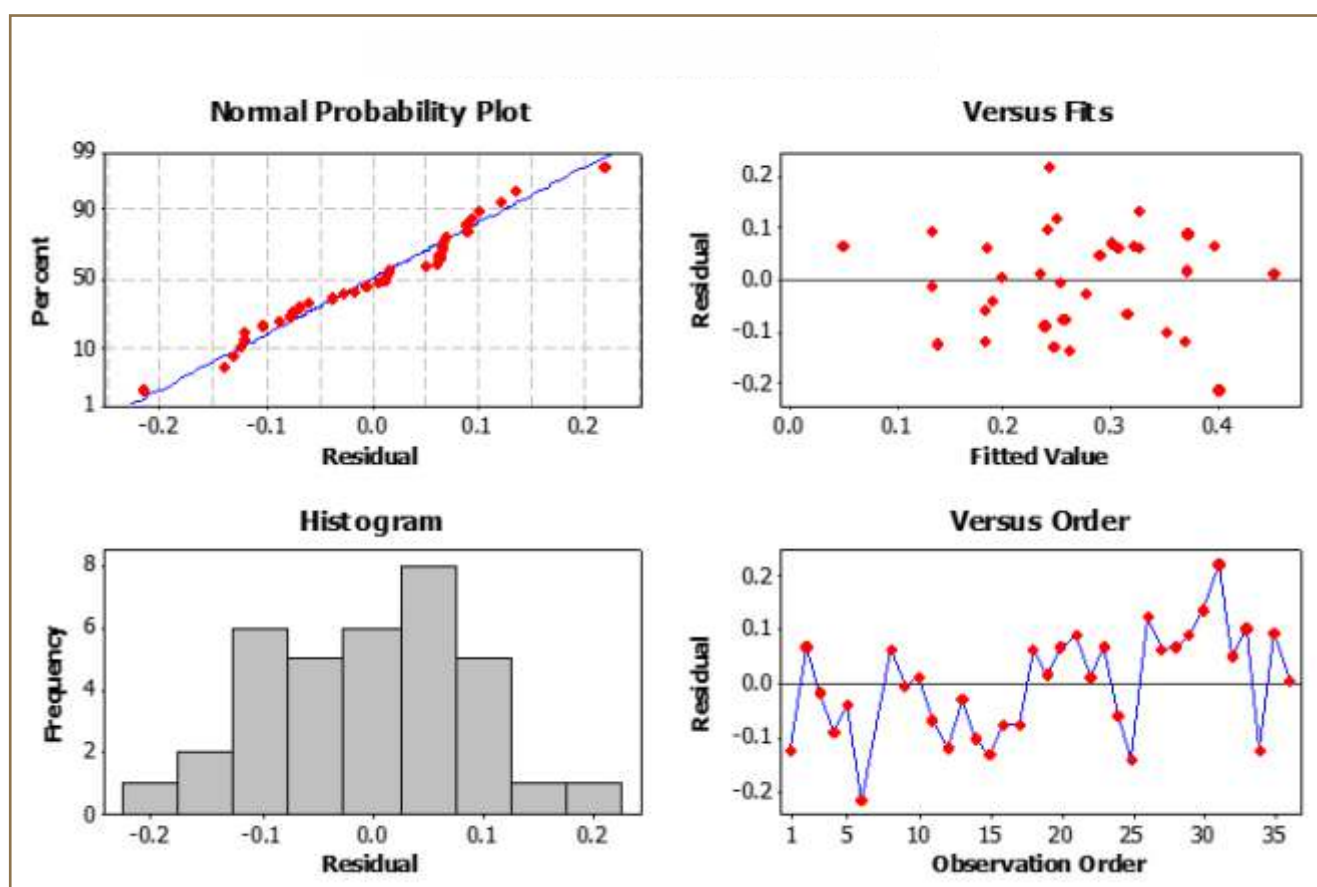 Normal Probability Plot
99
90
50
10
1
Percent
-0.2 -0.1 0.0 0.1 0.2
Residual
Versus Fits
0.2
0.1
0.0
-0.1
-0.2
Residual
0.0 0.1 0.2 0.3 0.4
Fitted Value
Histogram
8
6
4
2
0
Frequency
-0.2 -0.1 0.0 0.1 0.2
Residual
Versus Order
0.2
0.1
0.0
-0.1
-0.2
Residual
1 5 10 15 20 25 30 35
Observation Order